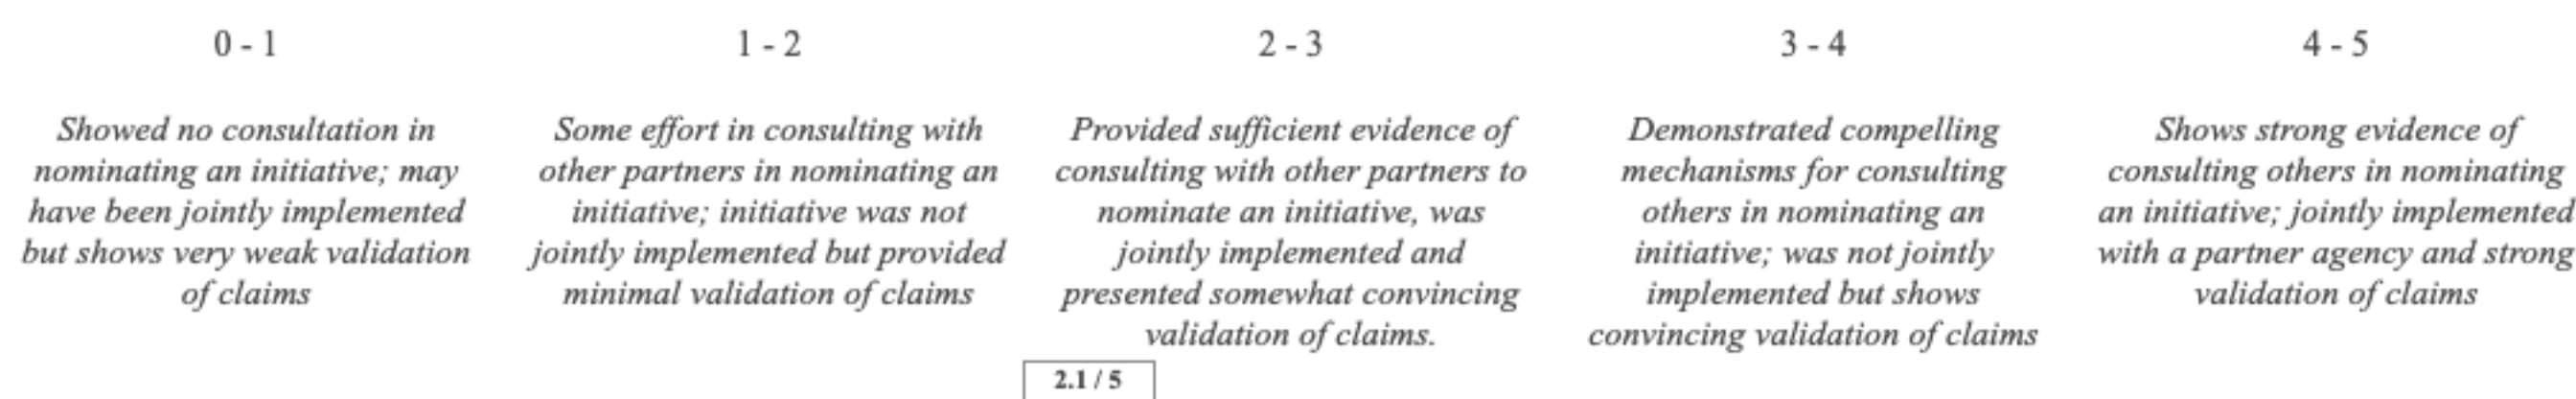 0 - 1
Showed no consultation in
nominating an initiative; may
have been jointly implemented
but shows very weak validation
of claims
1 - 2
Some effort in consulting with
other partners in nominating an
initiative; initiative was not
jointly implemented but provided
minimal validation of claims
2 - 3
Provided sufficient evidence of
consulting with other partners to
nominate an initiative, was
jointly implemented and
presented somewhat convincing
validation of claims.
3 - 4
Demonstrated compelling
mechanisms for consulting
others in nominating an
initiative; was not jointly
implemented but shows
convincing validation of claims
4 - 5
Shows strong evidence of
consulting others in nominating
an initiative; jointly implemented
with a partner agency and strong
validation of claims
2.1 / 5